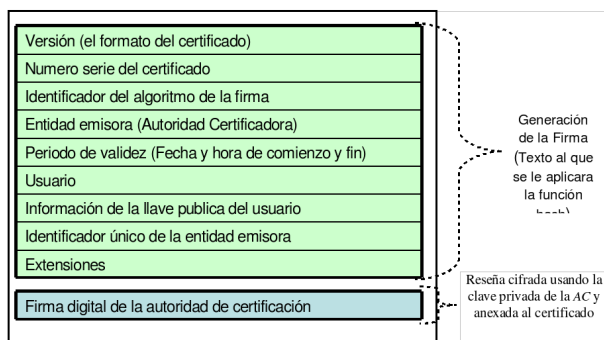 Versión (el formato del certificado)
Numero serie del certificado
Identificador del algoritmo de la firma
Entidad emisora (Autoridad Certificadora)
Periodo de validez (Fecha y hora de comienzo y fin)
Usuario
Información de la llave publica del usuario
Identificador único de la entidad emisora
Extensiones
Firma digital de la autoridad de certificación
Generación
de la Firma
(Texto al que
se le aplicara
la función
Reseña cifrada usando la
clave privada de la AC y
anexada al certificado